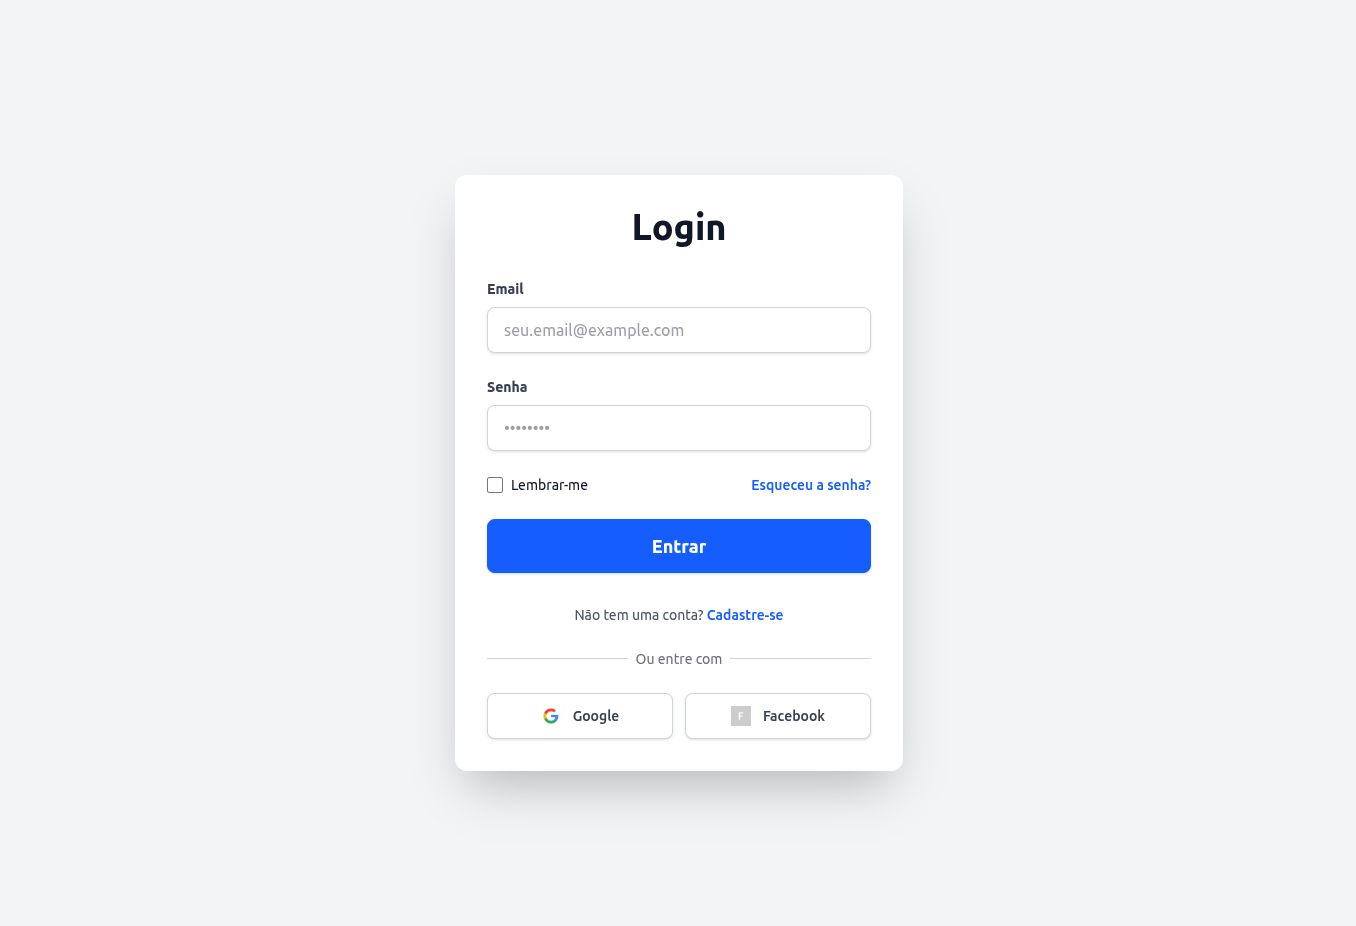 Login
Email
seu.email@example.com
Senha
••••••••
Lembrar-me
Esqueceu a senha?
Entrar
Não tem uma conta? Cadastre-se
Ou entre com
Google
F
Facebook